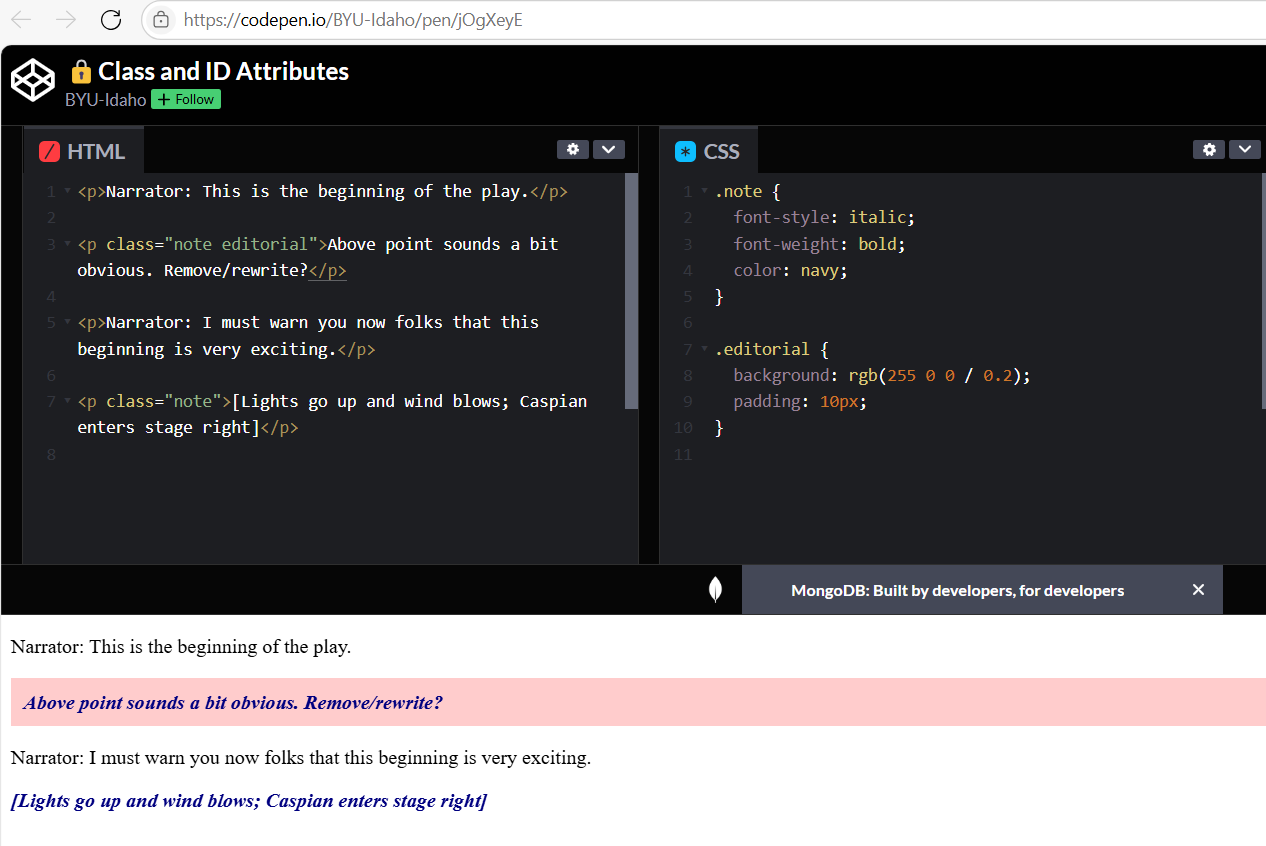 https://codepen.io/BYU-Idaho/pen/jOgXeyE
Class and ID Attributes
BYU-Idaho + Follow
HTML
1 <p>Narrator: This is the beginning of the play.</p>
2
3 <p class="note editorial">Above point sounds a bit
obvious. Remove/rewrite?</p>
4
5 <p>Narrator: I must warn you now folks that this
beginning is very exciting.</p>
6
7 <p class="note">[Lights go up and wind blows; Caspian
enters stage right]</p>
8
CSS
1 .note {
2 font-style: italic;
3 font-weight: bold;
4 color: navy;
5 }
6
7 .editorial {
8 background: rgb(255 0 0 / 0.2);
9 padding: 10px;
10 }
11
MongoDB: Built by developers, for developers
Narrator: This is the beginning of the play.
Above point sounds a bit obvious. Remove/rewrite?
Narrator: I must warn you now folks that this beginning is very exciting.
[Lights go up and wind blows; Caspian enters stage right]